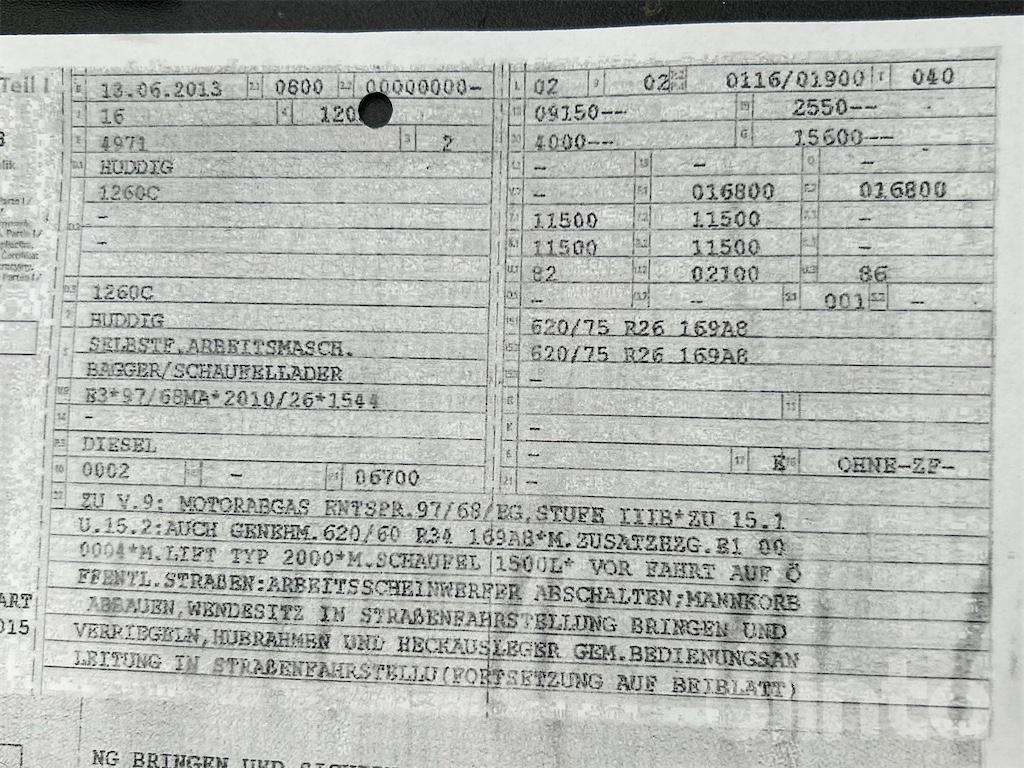 Teil I
13.06.2013 0600 00000000-
16 120
4971 2
HUDDIG
1260C
-
-
1260C
HUDDIG
SELBSTF.ARBEITSMASCH.
BAGGER/SCHAUFELLADER
E3*97/68MA*2010/26*1544
-
DIESEL
0002 - 06700
02 02 0116/01900 040
09150-- 2550--
4000-- 15600--
- - -
- 016800 016800
11500 11500 -
11500 11500 -
82 02100 86
- - 001 -
620/75 R26 169A8
620/75 R26 169A8
-
-
- 17 K OHNE-ZF-
21 -
ZU V.9: MOTORABGAS ENTSPR.97/68/EG,STUFE IIIB*ZU 15.1
U.15.2:AUCH GENEHM.620/60 R34 169A8*M.ZUSATZHZG.E1 00
0004*M.LIFT TYP 2000*M.SCHAUFEL 1500L* VOR FAHRT AUF Ö
FFENTL.STRAßEN:ARBEITSSCHEINWERFER ABSCHALTEN;MANNKORB
ABBAUEN,WENDESITZ IN STRAßENFAHRSTELLUNG BRINGEN UND
VERRIEGELN,HUBRAHMEN UND HECKAUSLEGER GEM.BEDIENUNGSAN
LEITUNG IN STRAßENFAHRSTELLU(FORTSETZUNG AUF BEIBLATT)
NG BRINGEN UND
ART
015
blinto